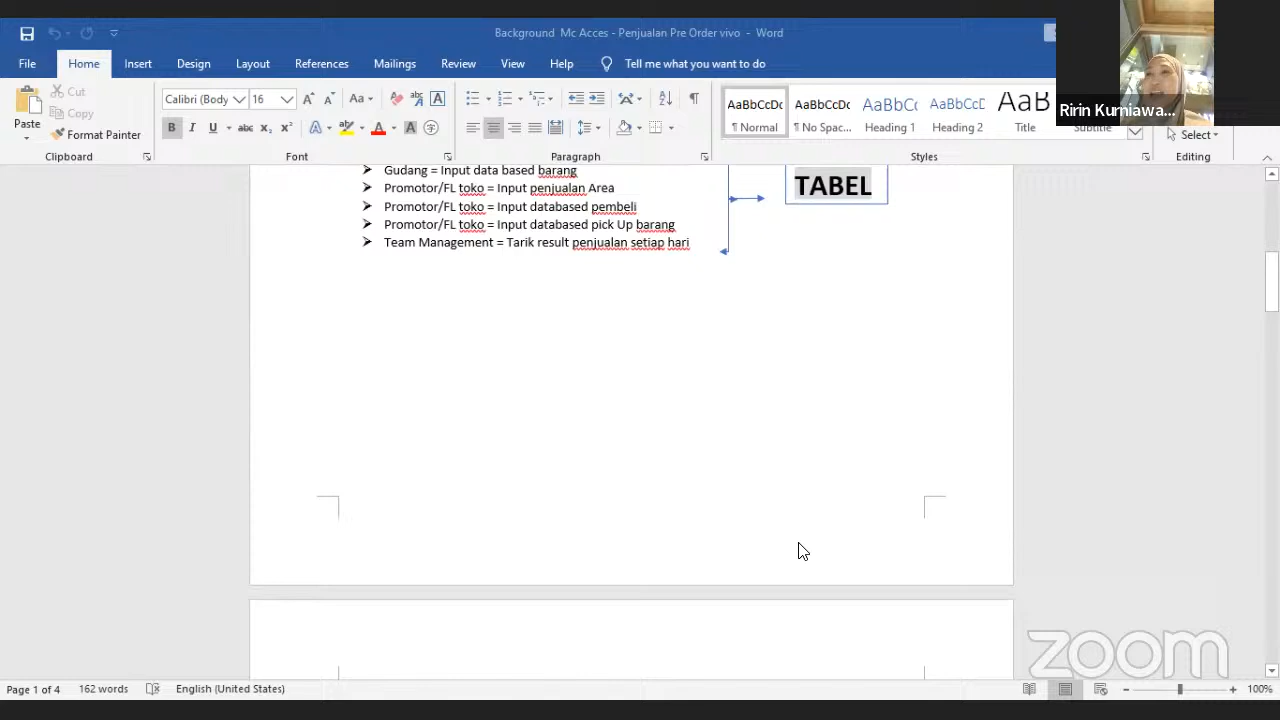 Background Mc Acces - Penjualan Pre Order vivo - Word
File Home Insert Design Layout References Mailings Review View Help Tell me what you want to do
Ririn Kurniawa...
Cut
Copy
Paste
Format Painter
Clipboard
Calibri (Body 16
Aa
B I U abc x₂ x²
Font
Paragraph
AaBbCcDc AaBbCcDc AaBbCc AaBbCcD AaB
¶ Normal ¶ No Spac... Heading 1 Heading 2 Title
Styles
Select
Editing
Gudang = Input data based barang
Promotor/FL toko = Input penjualan Area
Promotor/FL toko = Input databased pembeli
Promotor/FL toko = Input databased pick Up barang
Team Management = Tarik result penjualan setiap hari
TABEL
zoom
Page 1 of 4 162 words English (United States) 100%